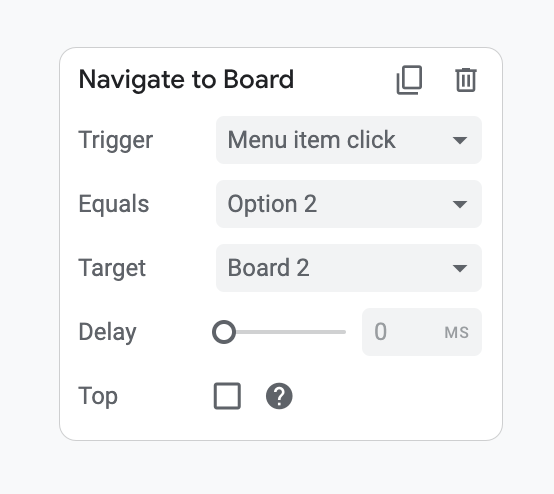 Navigate to Board
Trigger Menu item click
Equals Option 2
Target Board 2
Delay 0 MS
Top ?